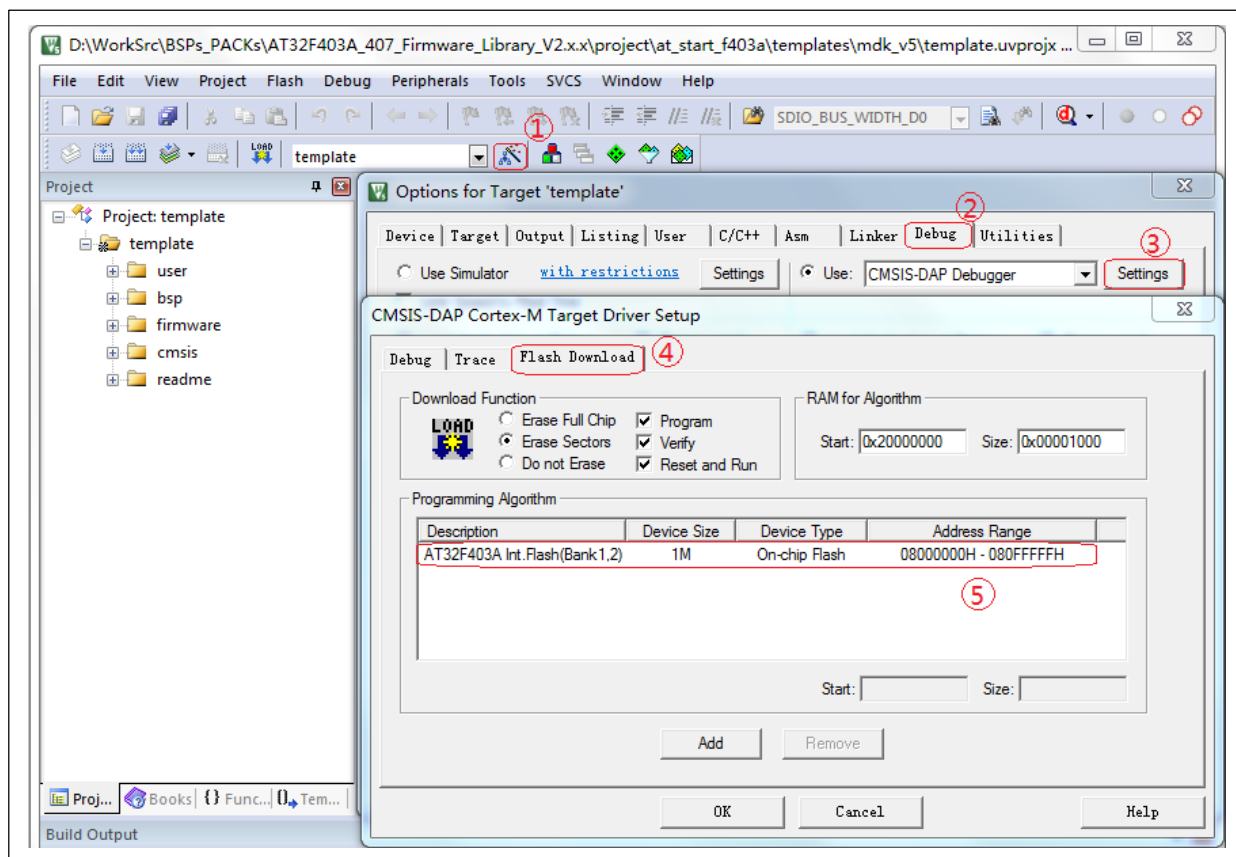 D:\WorkSrc\BSPs_PACKs\AT32F403A_407_Firmware_Library_V2.x.x\project\at_start_f403a\templates\mdk_v5\template.uvprojx ...
File Edit View Project Flash Debug Peripherals Tools SVCS Window Help
SDIO_BUS_WIDTH_D0
①
LOAD template
Project
Project: template
template
user
bsp
firmware
cmsis
readme
Options for Target 'template'
②
Device Target Output Listing User C/C++ Asm Linker Debug Utilities
③
Use Simulator with restrictions Settings Use: CMSIS-DAP Debugger Settings
CMSIS-DAP Cortex-M Target Driver Setup
Debug Trace Flash Download ④
Download Function
LOAD
Erase Full Chip Program
Erase Sectors Verify
Do not Erase Reset and Run
RAM for Algorithm
Start: 0x20000000 Size: 0x00001000
Programming Algorithm
Description Device Size Device Type Address Range
AT32F403A Int.Flash(Bank1,2) 1M On-chip Flash 08000000H - 080FFFFFH
⑤
Start: Size:
Add Remove
OK Cancel Help
Proj... Books {} Func... Tem...
Build Output